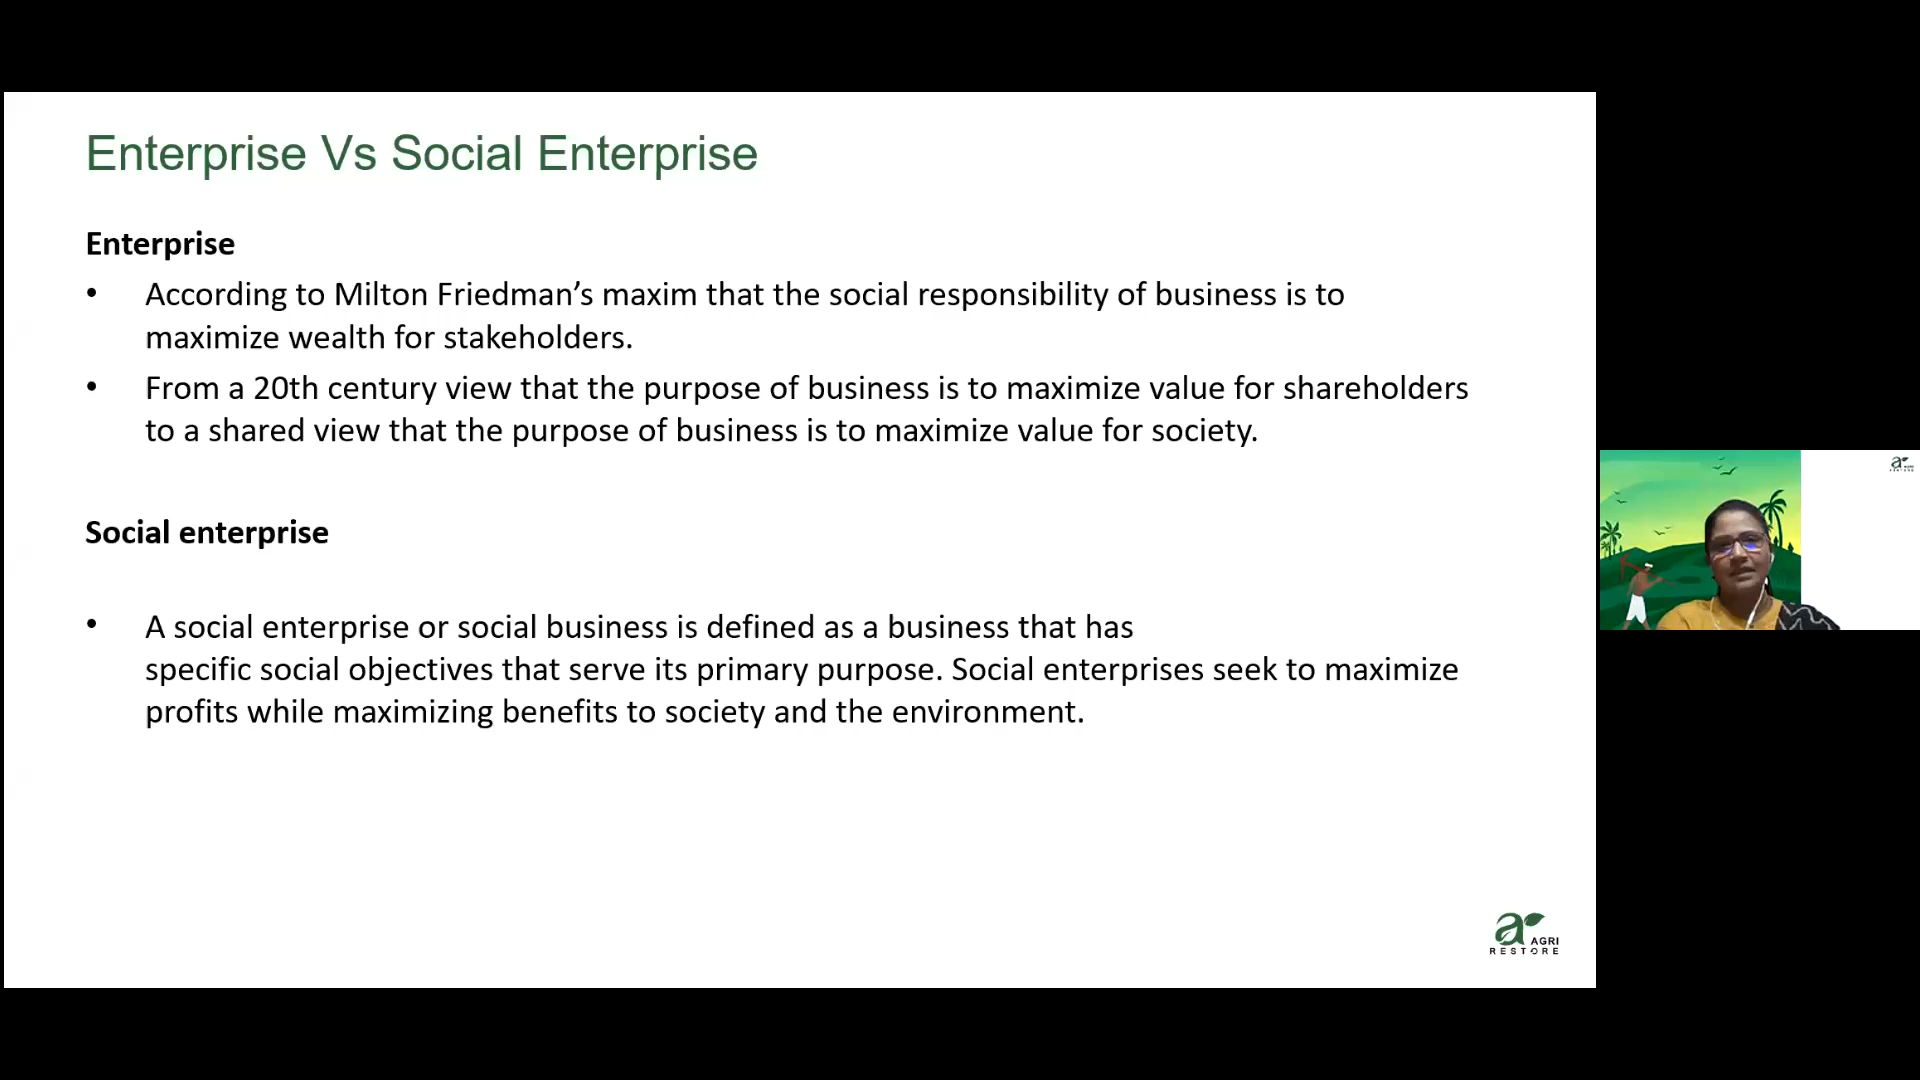 Enterprise Vs Social Enterprise
Enterprise
• According to Milton Friedman’s maxim that the social responsibility of business is to
maximize wealth for stakeholders.
• From a 20th century view that the purpose of business is to maximize value for shareholders
to a shared view that the purpose of business is to maximize value for society.
Social enterprise
• A social enterprise or social business is defined as a business that has
specific social objectives that serve its primary purpose. Social enterprises seek to maximize
profits while maximizing benefits to society and the environment.
ar AGRI
RESTORE